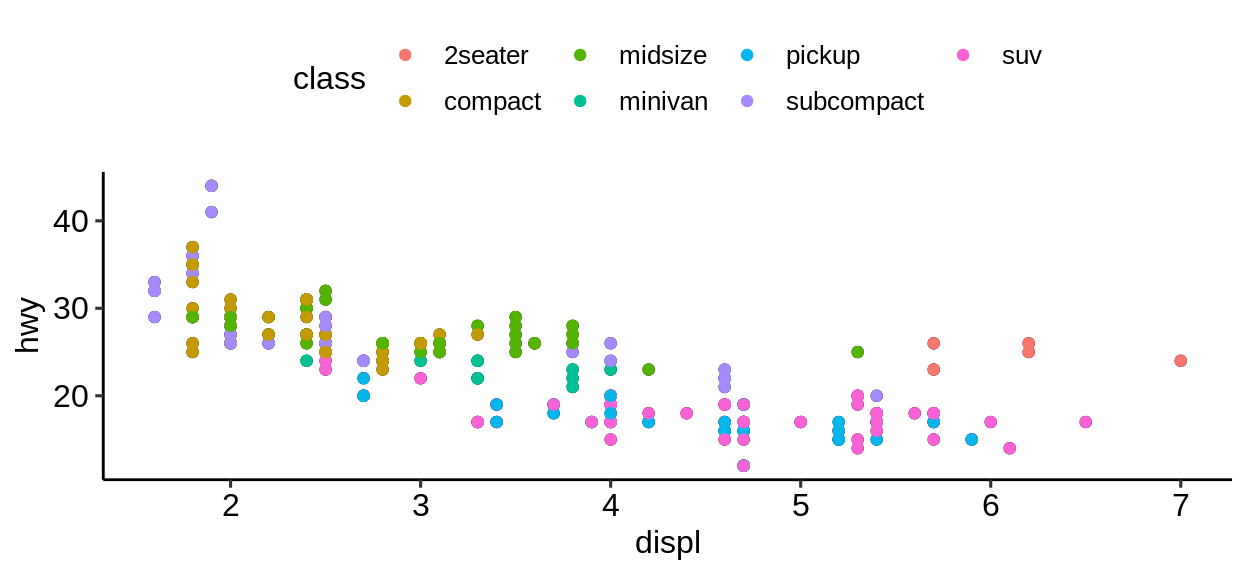 class
2seater midsize pickup suv
compact minivan subcompact
40
30
20
hwy
2 3 4 5 6 7
displ